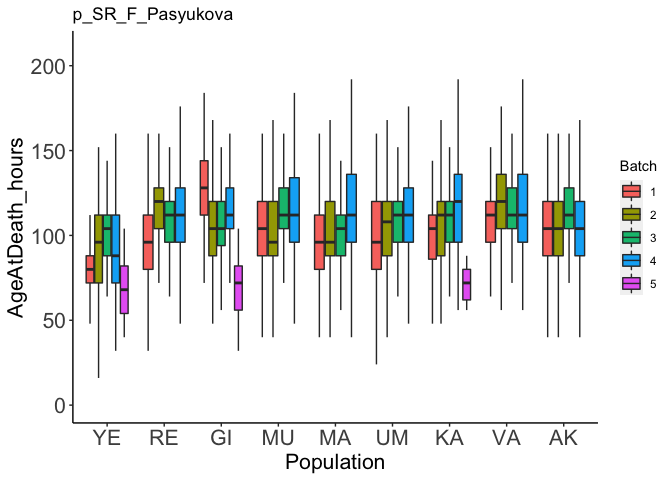 p_SR_F_Pasyukova
AgeAtDeath_hours
200
150
100
50
0
YE RE GI MU MA UM KA VA AK
Population
Batch
1
2
3
4
5